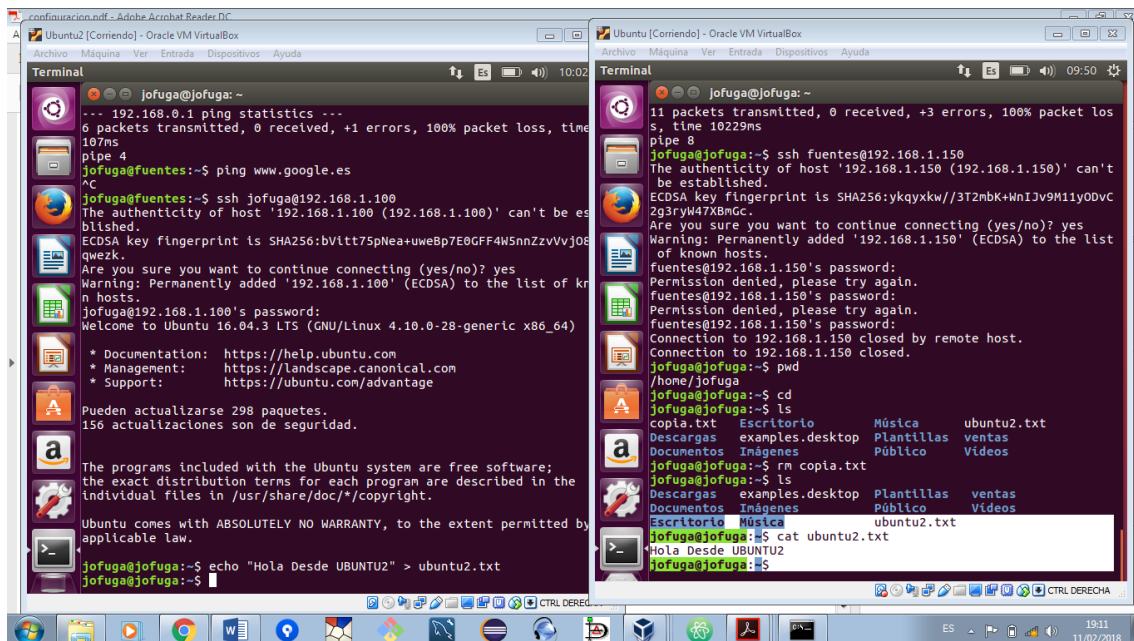 configuracion.pdf - Adobe Acrobat Reader DC
Ubuntu2 [Corriendo] - Oracle VM VirtualBox
Archivo Máquina Ver Entrada Dispositivos Ayuda
Terminal
Es
10:02
jofuga@jofuga: ~
--- 192.168.0.1 ping statistics ---
6 packets transmitted, 0 received, +1 errors, 100% packet loss, time
107ms
pipe 4
jofuga@fuentes:~$ ping www.google.es
^C
jofuga@fuentes:~$ ssh jofuga@192.168.1.100
The authenticity of host '192.168.1.100 (192.168.1.100)' can't be es
blished.
ECDSA key fingerprint is SHA256:bVitt75pNea+uweBp7E0GFF4W5nnZzvVvjO8
qwezk.
Are you sure you want to continue connecting (yes/no)? yes
Warning: Permanently added '192.168.1.100' (ECDSA) to the list of kn
n hosts.
jofuga@192.168.1.100's password:
Welcome to Ubuntu 16.04.3 LTS (GNU/Linux 4.10.0-28-generic x86_64)
* Documentation: https://help.ubuntu.com
* Management: https://landscape.canonical.com
* Support: https://ubuntu.com/advantage
Pueden actualizarse 298 paquetes.
156 actualizaciones son de seguridad.
The programs included with the Ubuntu system are free software;
the exact distribution terms for each program are described in the
individual files in /usr/share/doc/*/copyright.
Ubuntu comes with ABSOLUTELY NO WARRANTY, to the extent permitted by
applicable law.
jofuga@jofuga:~$ echo "Hola Desde UBUNTU2" > ubuntu2.txt
jofuga@jofuga:~$
CTRL DEREC
Ubuntu [Corriendo] - Oracle VM VirtualBox
Archivo Máquina Ver Entrada Dispositivos Ayuda
Terminal
Es
09:50
jofuga@jofuga: ~
11 packets transmitted, 0 received, +3 errors, 100% packet los
s, time 10229ms
pipe 8
jofuga@jofuga:~$ ssh fuentes@192.168.1.150
The authenticity of host '192.168.1.150 (192.168.1.150)' can't
be established.
ECDSA key fingerprint is SHA256:ykqyxkw//3T2mbK+WnIJv9M11yODvC
2g3ryW47XBmGc.
Are you sure you want to continue connecting (yes/no)? yes
Warning: Permanently added '192.168.1.150' (ECDSA) to the list
of known hosts.
fuentes@192.168.1.150's password:
Permission denied, please try again.
fuentes@192.168.1.150's password:
Permission denied, please try again.
fuentes@192.168.1.150's password:
Connection to 192.168.1.150 closed by remote host.
Connection to 192.168.1.150 closed.
jofuga@jofuga:~$ pwd
/home/jofuga
jofuga@jofuga:~$ cd
jofuga@jofuga:~$ ls
copia.txt Escritorio Música ubuntu2.txt
Descargas examples.desktop Plantillas ventas
Documentos Imágenes Público Vídeos
jofuga@jofuga:~$ rm copia.txt
jofuga@jofuga:~$ ls
Descargas examples.desktop Plantillas ventas
Documentos Imágenes Público Vídeos
Escritorio Música ubuntu2.txt
jofuga@jofuga:~$ cat ubuntu2.txt
Hola Desde UBUNTU2
jofuga@jofuga:~$
CTRL DERECHA
ES
19:11
11/02/2018